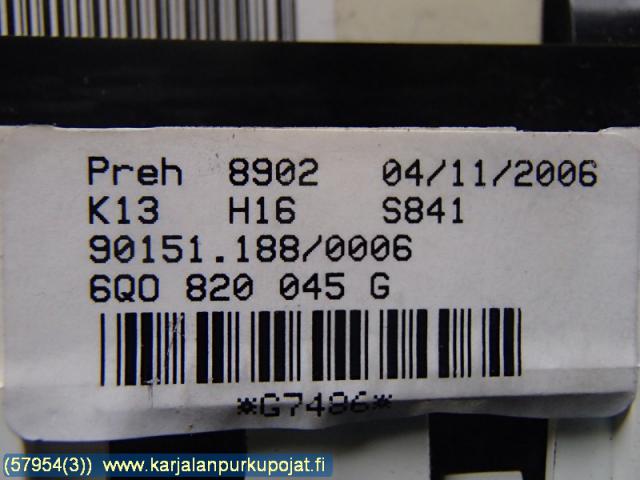 Preh 8902 04/11/2006
K13 H16 S841
90151.188/0006
6Q0 820 045 G
*G7486*
(57954(3)) www.karjalanpurkupojat.fi